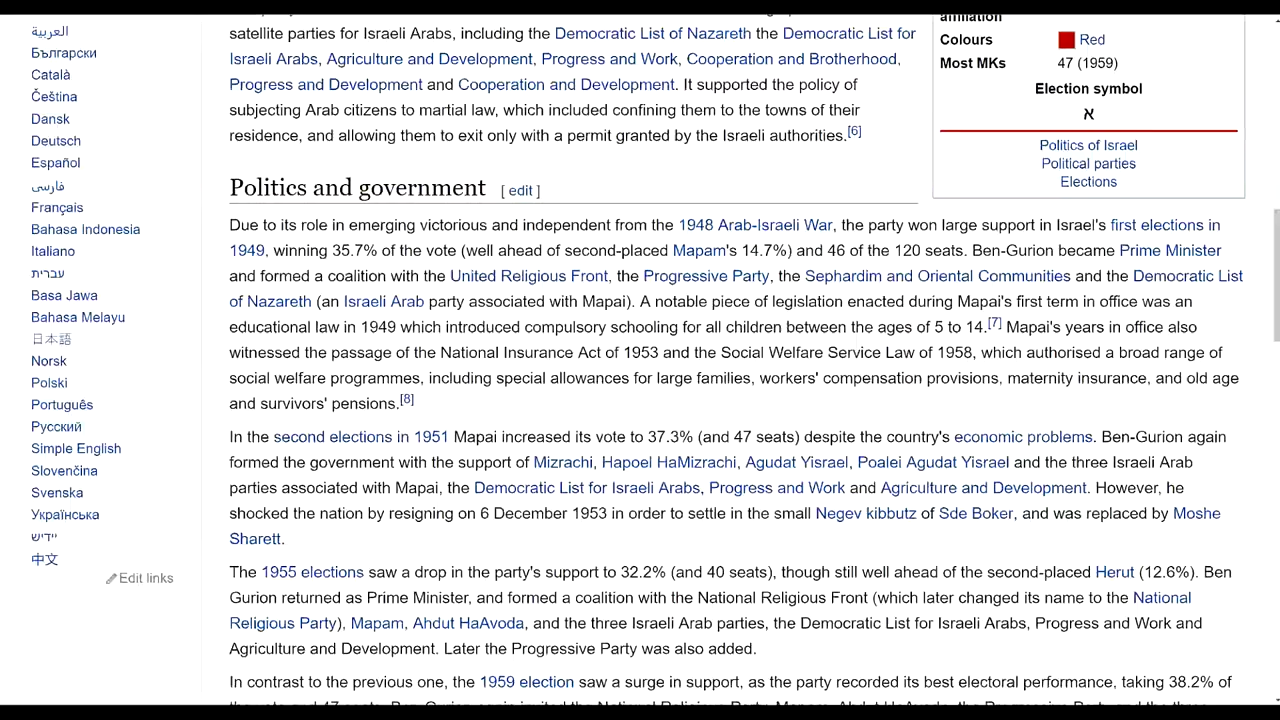 العربية
Български
Català
Čeština
Dansk
Deutsch
Español
فارسی
Français
Bahasa Indonesia
Italiano
עברית
Basa Jawa
Bahasa Melayu
日本語
Norsk
Polski
Português
Русский
Simple English
Slovenčina
Svenska
Українська
ייִדיש
中文
Edit links
satellite parties for Israeli Arabs, including the Democratic List of Nazareth the Democratic List for
Israeli Arabs, Agriculture and Development, Progress and Work, Cooperation and Brotherhood,
Progress and Development and Cooperation and Development. It supported the policy of
subjecting Arab citizens to martial law, which included confining them to the towns of their
residence, and allowing them to exit only with a permit granted by the Israeli authorities.[6]
affiliation
Colours Red
Most MKs 47 (1959)
Election symbol
א
Politics of Israel
Political parties
Elections
Politics and government [ edit ]
Due to its role in emerging victorious and independent from the 1948 Arab-Israeli War, the party won large support in Israel's first elections in
1949, winning 35.7% of the vote (well ahead of second-placed Mapam's 14.7%) and 46 of the 120 seats. Ben-Gurion became Prime Minister
and formed a coalition with the United Religious Front, the Progressive Party, the Sephardim and Oriental Communities and the Democratic List
of Nazareth (an Israeli Arab party associated with Mapai). A notable piece of legislation enacted during Mapai's first term in office was an
educational law in 1949 which introduced compulsory schooling for all children between the ages of 5 to 14.[7] Mapai's years in office also
witnessed the passage of the National Insurance Act of 1953 and the Social Welfare Service Law of 1958, which authorised a broad range of
social welfare programmes, including special allowances for large families, workers' compensation provisions, maternity insurance, and old age
and survivors' pensions.[8]
In the second elections in 1951 Mapai increased its vote to 37.3% (and 47 seats) despite the country's economic problems. Ben-Gurion again
formed the government with the support of Mizrachi, Hapoel HaMizrachi, Agudat Yisrael, Poalei Agudat Yisrael and the three Israeli Arab
parties associated with Mapai, the Democratic List for Israeli Arabs, Progress and Work and Agriculture and Development. However, he
shocked the nation by resigning on 6 December 1953 in order to settle in the small Negev kibbutz of Sde Boker, and was replaced by Moshe
Sharett.
The 1955 elections saw a drop in the party's support to 32.2% (and 40 seats), though still well ahead of the second-placed Herut (12.6%). Ben
Gurion returned as Prime Minister, and formed a coalition with the National Religious Front (which later changed its name to the National
Religious Party), Mapam, Ahdut HaAvoda, and the three Israeli Arab parties, the Democratic List for Israeli Arabs, Progress and Work and
Agriculture and Development. Later the Progressive Party was also added.
In contrast to the previous one, the 1959 election saw a surge in support, as the party recorded its best electoral performance, taking 38.2% of